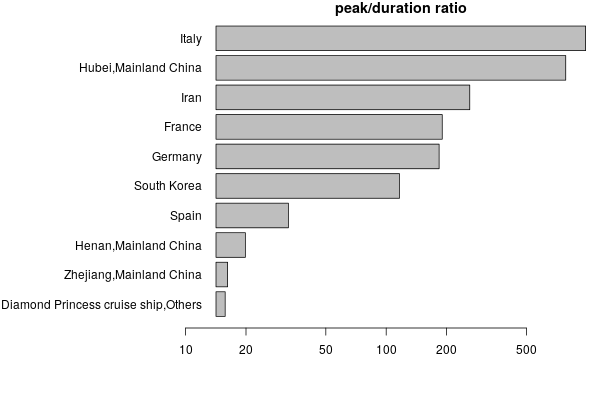 peak/duration ratio
Italy
Hubei,Mainland China
Iran
France
Germany
South Korea
Spain
Henan,Mainland China
Zhejiang,Mainland China
Diamond Princess cruise ship,Others
10 20 50 100 200 500